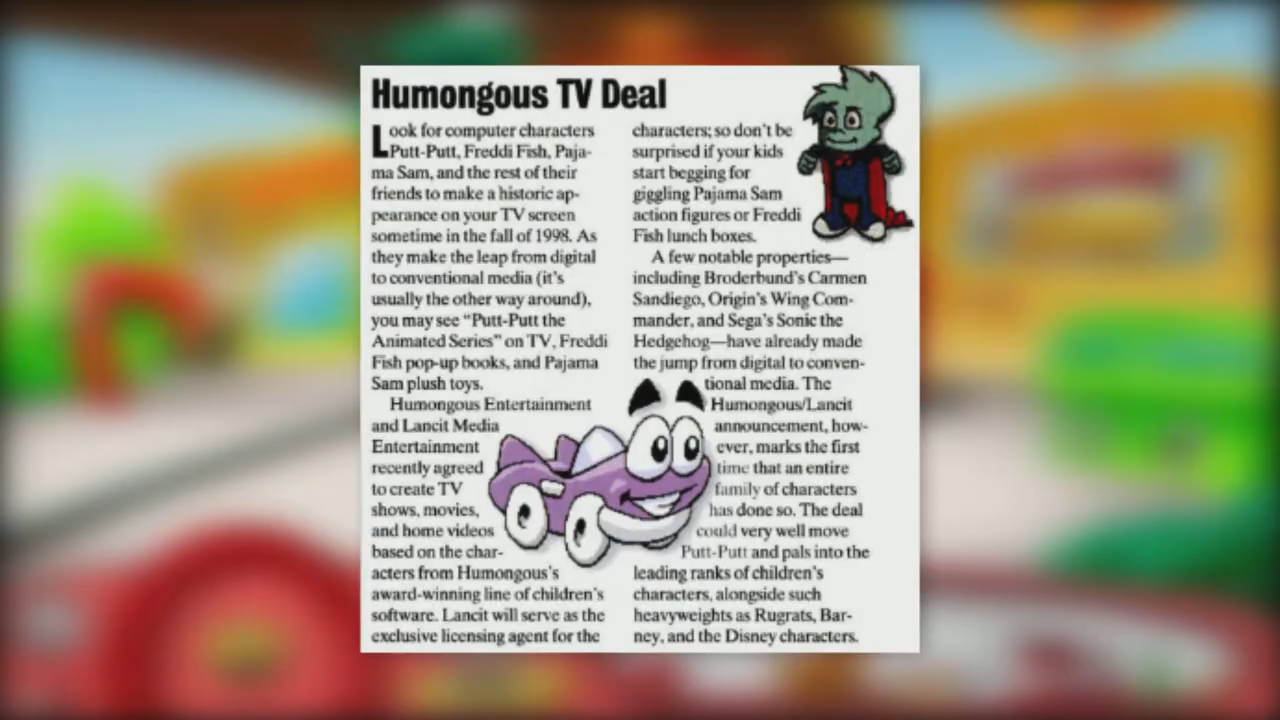 Humongous TV Deal
Look for computer characters
Putt-Putt, Freddi Fish, Paja-
ma Sam, and the rest of their
friends to make a historic ap-
pearance on your TV screen
sometime in the fall of 1998. As
they make the leap from digital
to conventional media (it's
usually the other way around),
you may see “Putt-Putt the
Animated Series” on TV, Freddi
Fish pop-up books, and Pajama
Sam plush toys.
Humongous Entertainment
and Lancit Media
Entertainment
recently agreed
to create TV
shows, movies,
and home videos
based on the char-
acters from Humongous's
award-winning line of children's
software. Lancit will serve as the
exclusive licensing agent for the
characters; so don't be
surprised if your kids
start begging for
giggling Pajama Sam
action figures or Freddi
Fish lunch boxes.
A few notable properties—
including Broderbund's Carmen
Sandiego, Origin's Wing Com-
mander, and Sega's Sonic the
Hedgehog—have already made
the jump from digital to conven-
tional media. The
Humongous/Lancit
announcement, how-
ever, marks the first
time that an entire
family of characters
has done so. The deal
could very well move
Putt-Putt and pals into the
leading ranks of children's
characters, alongside such
heavyweights as Rugrats, Bar-
ney, and the Disney characters.